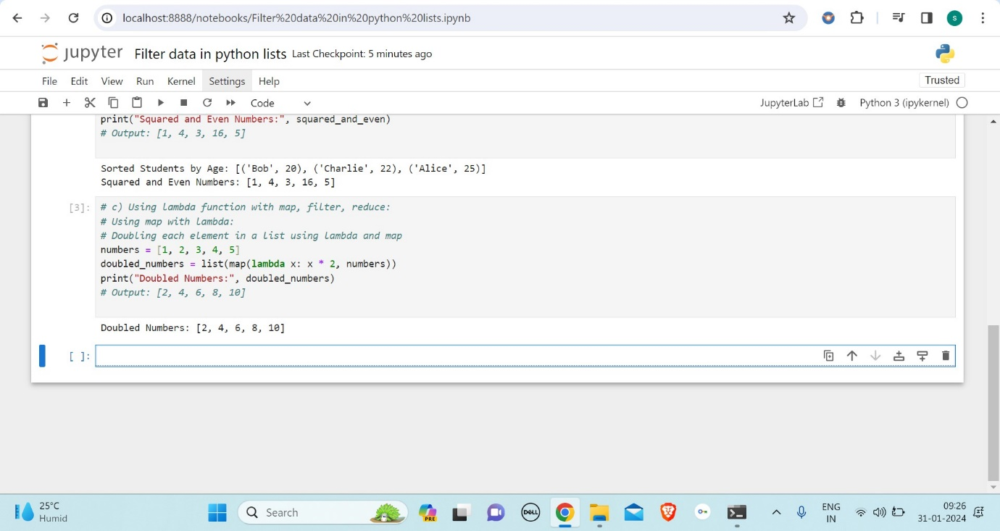 localhost:8888/notebooks/Filter%20data%20in%20python%20lists.ipynb
S
jupyter Filter data in python lists Last Checkpoint: 5 minutes ago
File Edit View Run Kernel Settings Help
Trusted
Code
JupyterLab Python 3 (ipykernel)
print("Squared and Even Numbers:", squared_and_even)
# Output: [1, 4, 3, 16, 5]
Sorted Students by Age: [('Bob', 20), ('Charlie', 22), ('Alice', 25)]
Squared and Even Numbers: [1, 4, 3, 16, 5]
[3]: # c) Using lambda function with map, filter, reduce:
# Using map with lambda:
# Doubling each element in a list using lambda and map
numbers = [1, 2, 3, 4, 5]
doubled_numbers = list(map(lambda x: x * 2, numbers))
print("Doubled Numbers:", doubled_numbers)
# Output: [2, 4, 6, 8, 10]
Doubled Numbers: [2, 4, 6, 8, 10]
[ ]:
25°C
Humid
Search
PRE
DELL
ENG
IN
09:26
31-01-2024